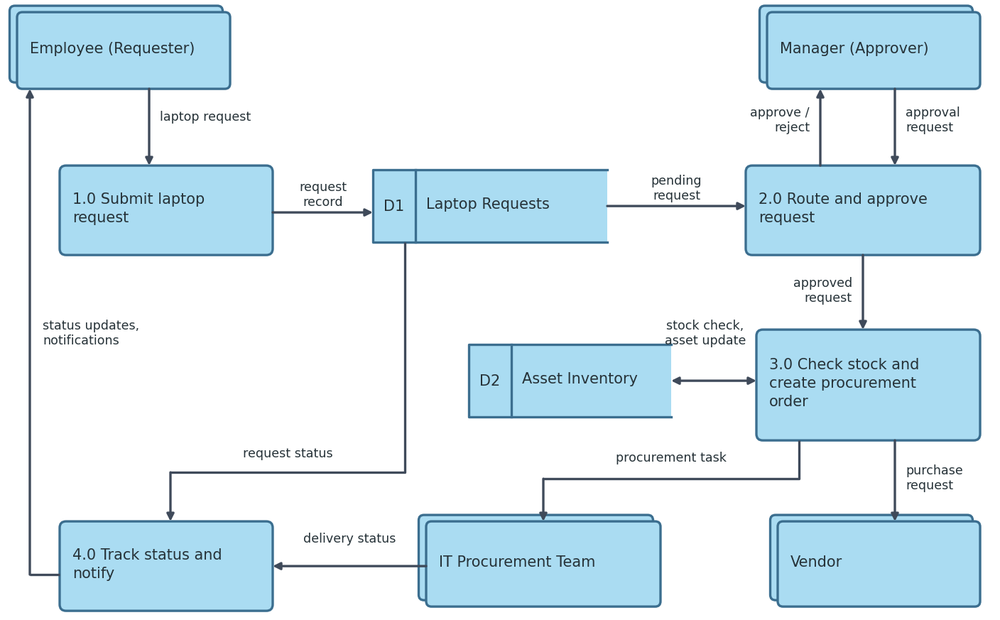 Employee (Requester)
Manager (Approver)
laptop request
approve /
reject
approval
request
1.0 Submit laptop
request
request
record
D1
Laptop Requests
pending
request
2.0 Route and approve
request
approved
request
status updates,
notifications
stock check,
asset update
D2
Asset Inventory
3.0 Check stock and
create procurement
order
request status
procurement task
purchase
request
4.0 Track status and
notify
delivery status
IT Procurement Team
Vendor